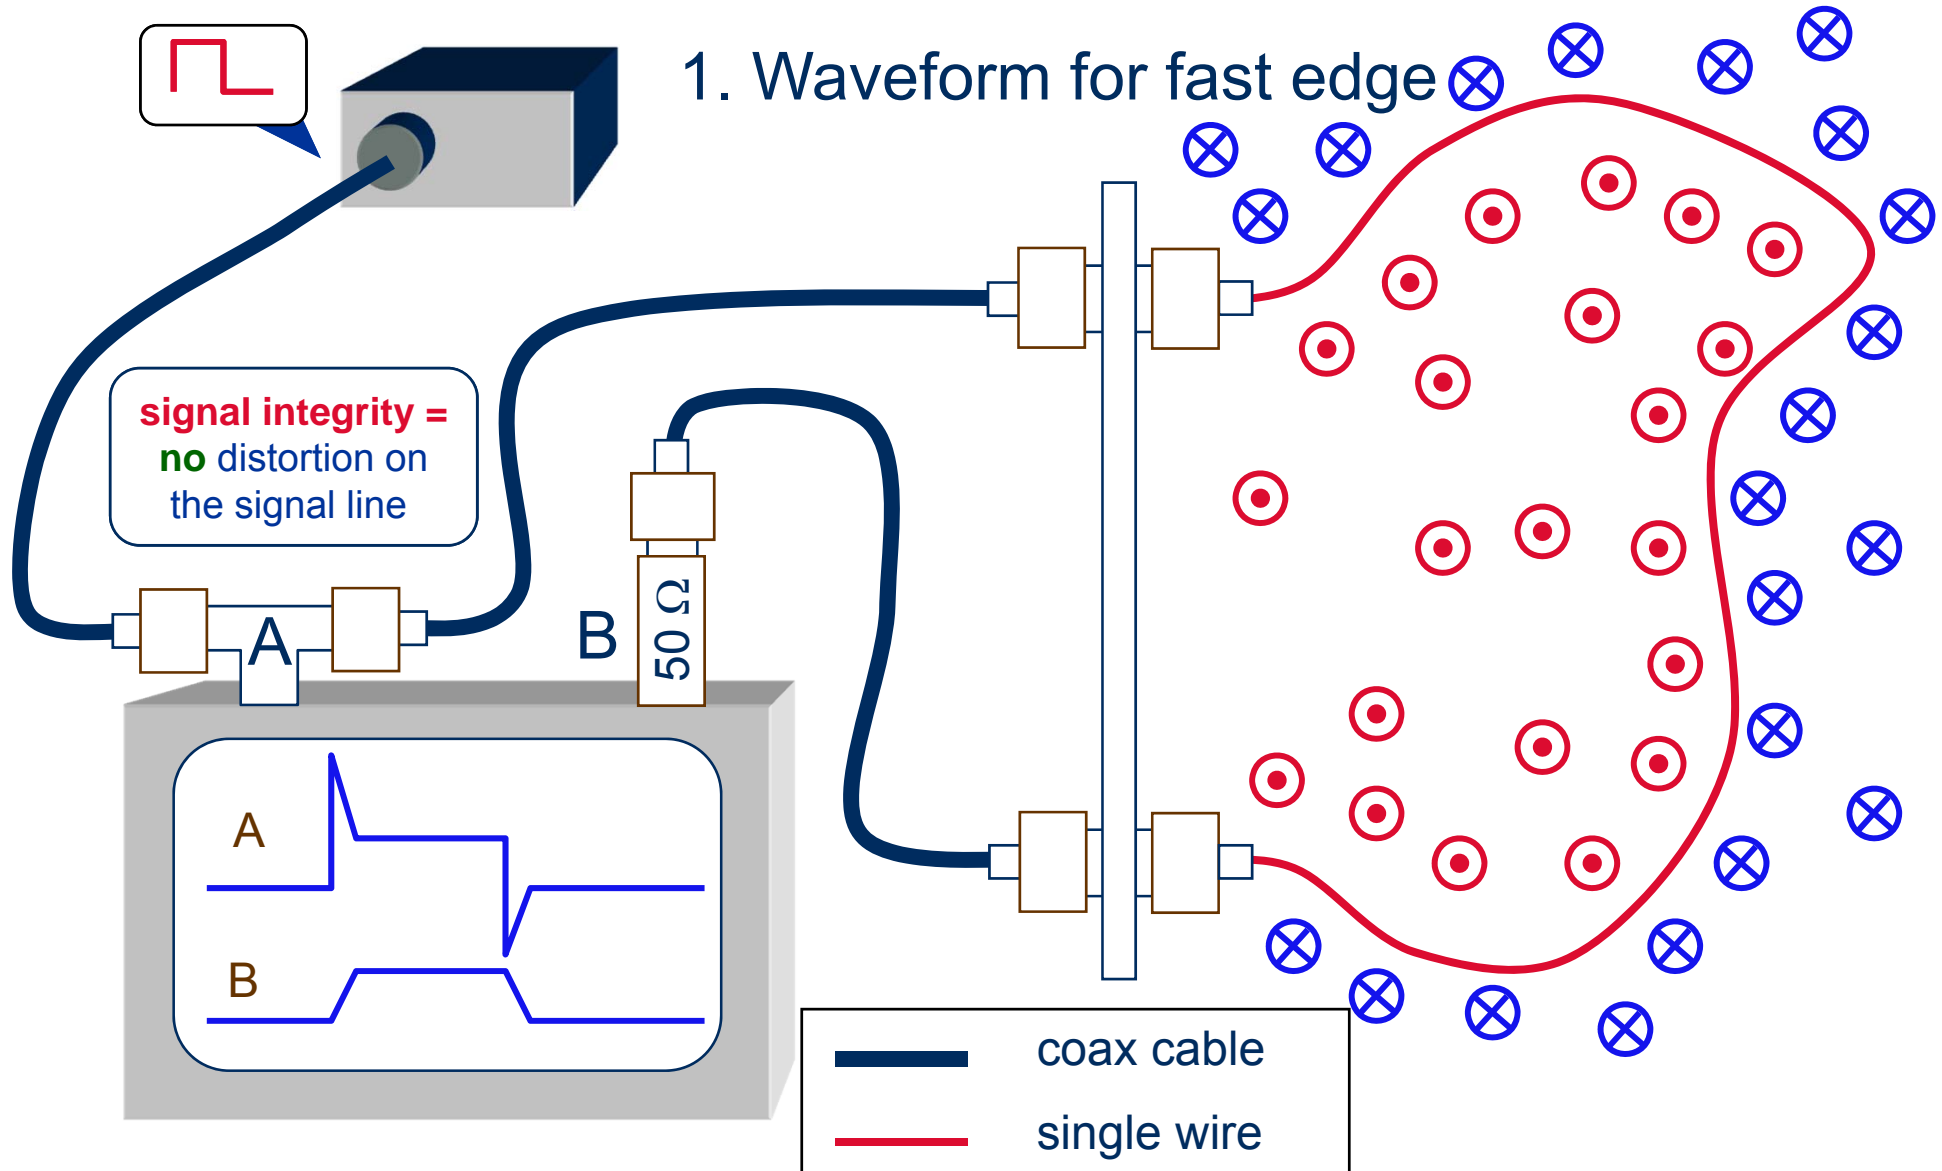 1. Waveform for fast edge
signal integrity =
no distortion on
the signal line
A
B
50 Ω
A
B
coax cable
single wire